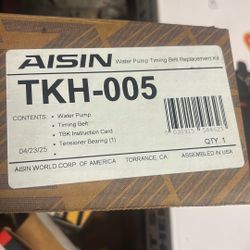 AISIN Water Pump Timing Belt Replacement Kit
TKH-005
CONTENTS:
• Water Pump
• Timing Belt
• TBK Instruction Card
• Tensioner Bearing (1)
04/23/25
QTY. 1
AISIN WORLD CORP. OF AMERICA TORRANCE, CA ASSEMBLED IN USA